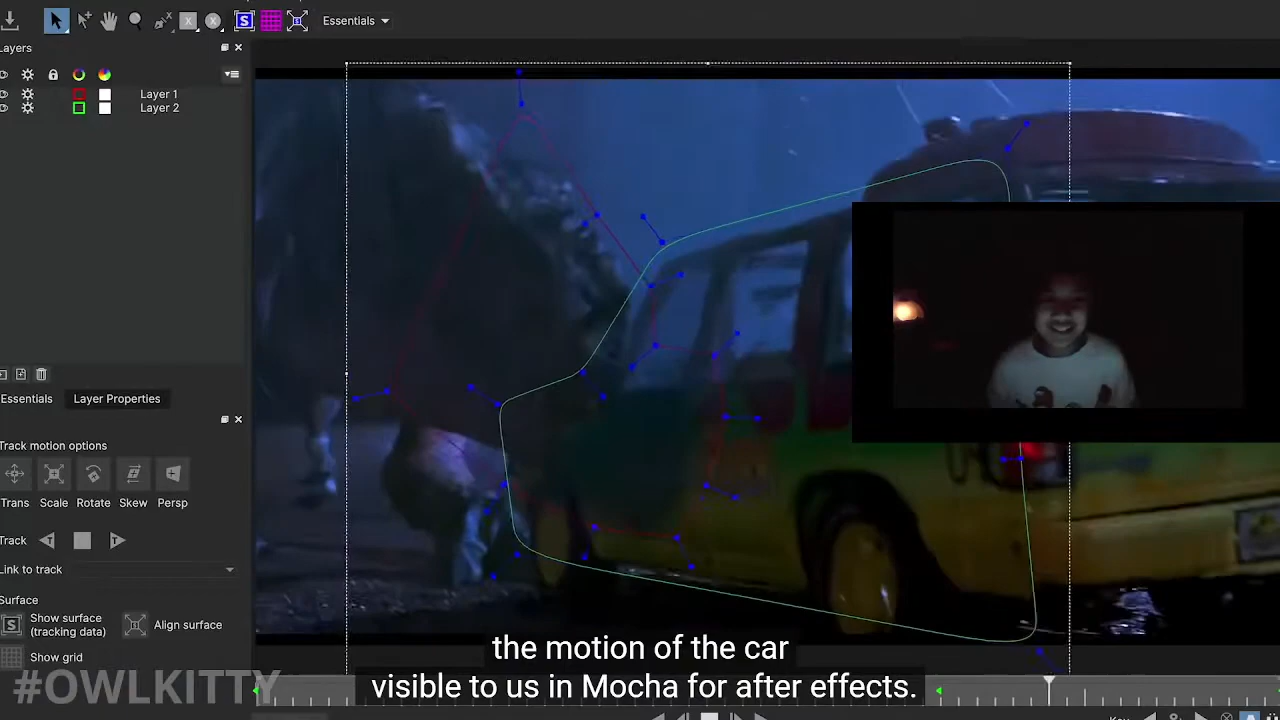 Essentials
Layers
Layer 1
Layer 2
Essentials
Layer Properties
Track motion options
Trans
Scale
Rotate
Skew
Persp
Track
Link to track
Surface
S
Show surface
(tracking data)
Align surface
Show grid
#OWLKITTY
the motion of the car
visible to us in Mocha for after effects.